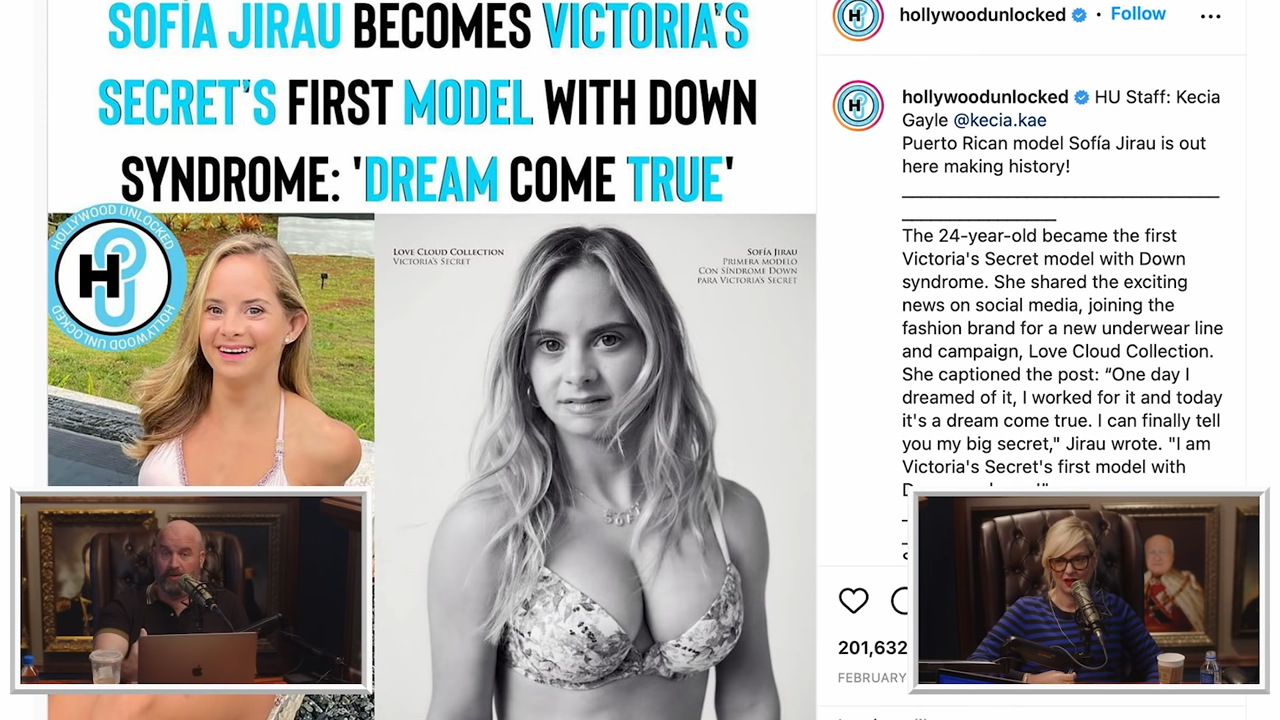 SOFÍA JIRAU BECOMES VICTORIA'S
SECRET'S FIRST MODEL WITH DOWN
SYNDROME: 'DREAM COME TRUE'
HOLLYWOOD UNLOCKED
H
HOLLYWOOD UNLOCKED
LOVE CLOUD COLLECTION
VICTORIA'S SECRET
SOFÍA JIRAU
PRIMERA MODELO
CON SÍNDROME DOWN
PARA VICTORIA'S SECRET
hollywoodunlocked • Follow
hollywoodunlocked HU Staff: Kecia
Gayle @kecia.kae
Puerto Rican model Sofía Jirau is out
here making history!
The 24-year-old became the first
Victoria's Secret model with Down
syndrome. She shared the exciting
news on social media, joining the
fashion brand for a new underwear line
and campaign, Love Cloud Collection.
She captioned the post: “One day I
dreamed of it, I worked for it and today
it's a dream come true. I can finally tell
you my big secret," Jirau wrote. "I am
Victoria's Secret's first model with
201,632
FEBRUARY